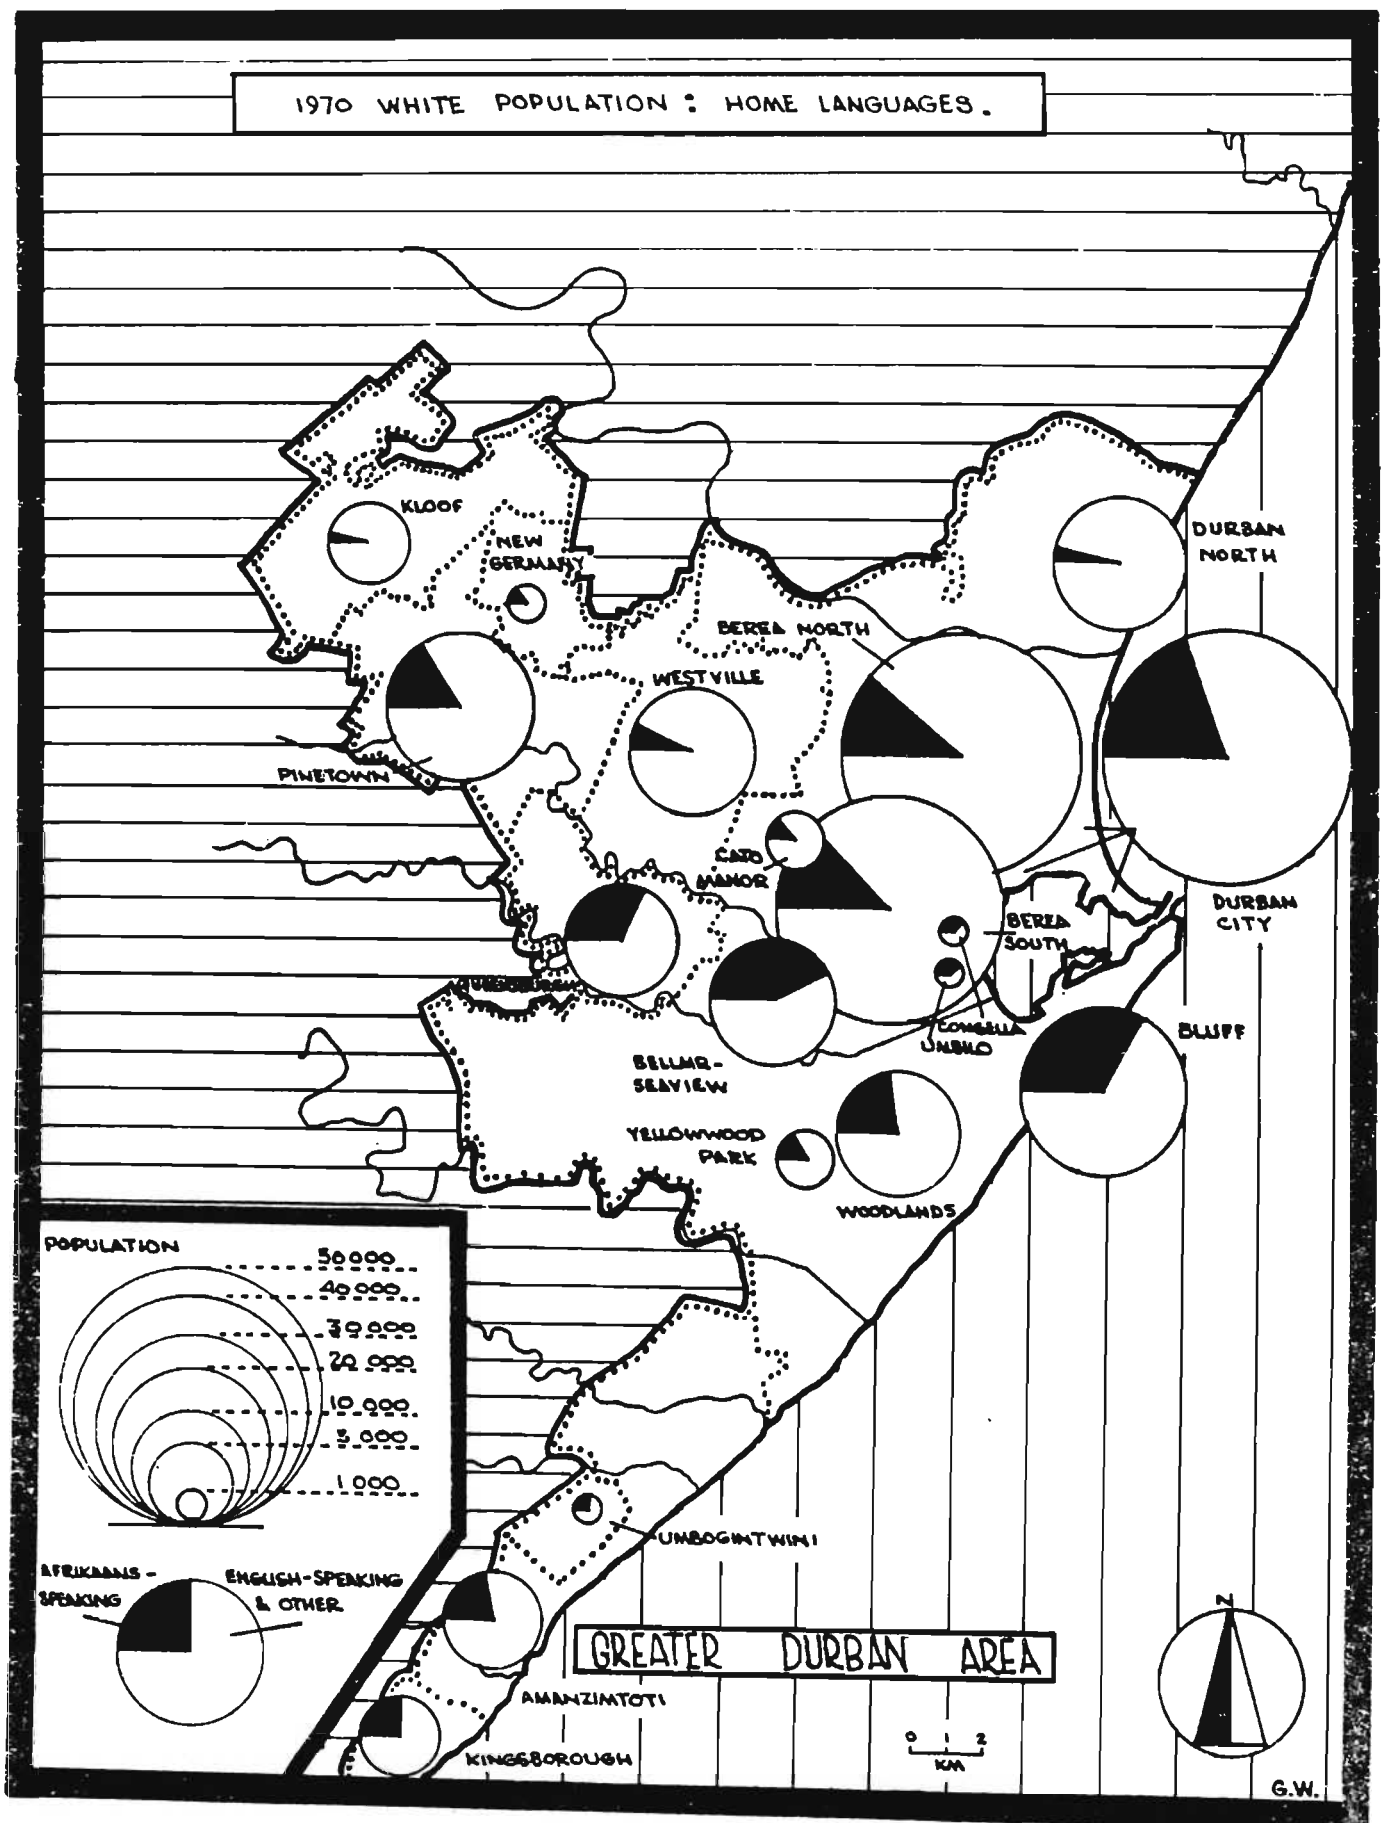 1970 WHITE POPULATION : HOME LANGUAGES.
KLOOF
NEW
GERMANY
DURBAN
NORTH
BEREA NORTH
WESTVILLE
PINETOWN
CATO
MANOR
DURBAN
CITY
BEREA
SOUTH
CONGELLA
UMBILO
BLUFF
BELLAIR-
SEAVIEW
YELLOWWOOD
PARK
WOODLANDS
POPULATION
50 000
40 000
30 000
20 000
10 000
5 000
1 000
AFRIKAANS-
SPEAKING
ENGLISH-SPEAKING
& OTHER
UMBOGINTWINI
GREATER DURBAN AREA
AMANZIMTOTI
KINGSBOROUGH
N
0 1 2
KM
G.W.